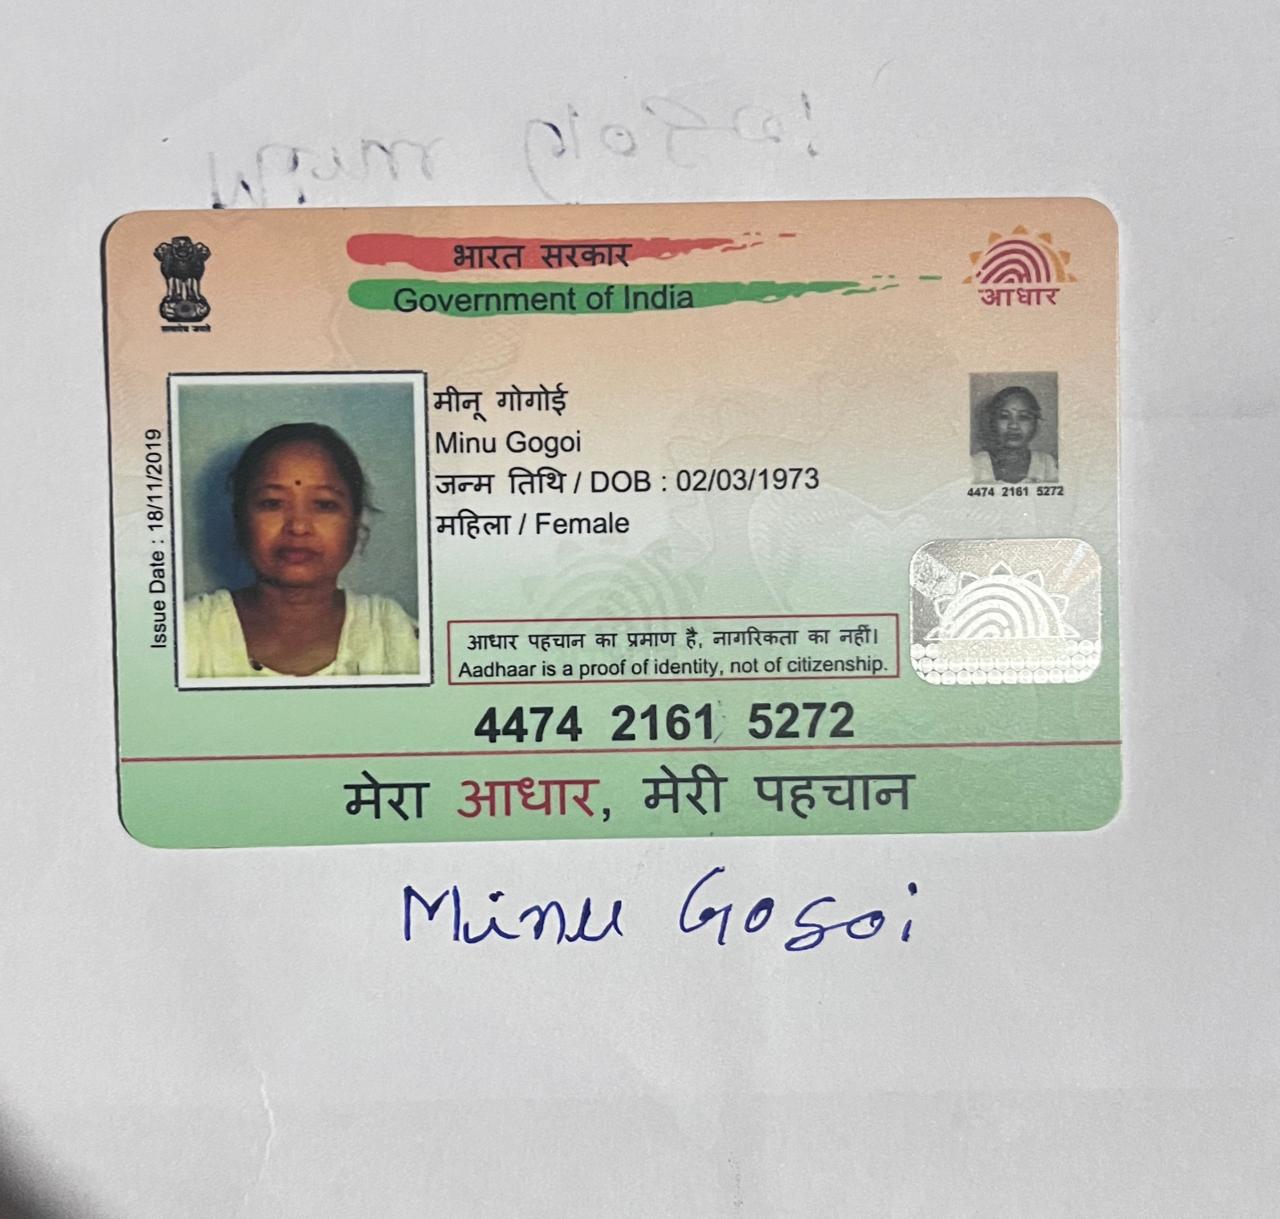 भारत सरकार
Government of India
सत्यमेव जयते
आधार
Issue Date : 18/11/2019
मीनू गोगोई
Minu Gogoi
जन्म तिथि / DOB : 02/03/1973
महिला / Female
4474 2161 5272
आधार पहचान का प्रमाण है, नागरिकता का नहीं।
Aadhaar is a proof of identity, not of citizenship.
4474 2161 5272
मेरा आधार, मेरी पहचान
Minu Gogoi